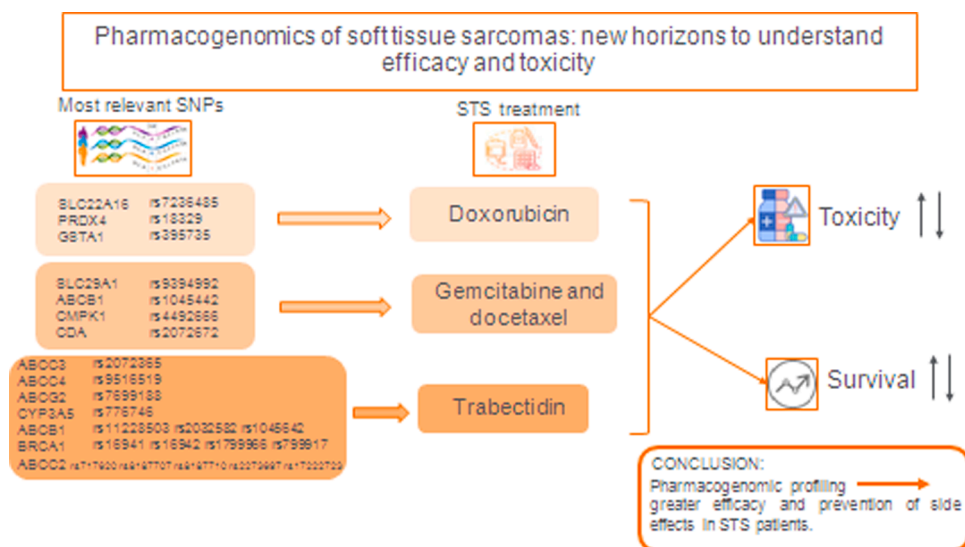 Pharmacogenomics of soft tissue sarcomas: new horizons to understand
efficacy and toxicity
Most relevant SNPs
STS treatment
SLC22A16 rs7236485
PRDX4 rs18329
GSTA1 rs395735
Doxorubicin
SLC29A1 rs9394992
ABCB1 rs1045442
CMPK1 rs4492666
CDA rs2072672
Gemcitabine and
docetaxel
ABCC3 rs2072365
ABCC4 rs9516519
ABCG2 rs7699188
CYP3A5 rs776746
ABCB1 rs11228503 rs2032582 rs1045642
BRCA1 rs16941 rs16942 rs1799966 rs799917
ABCC2 rs717620
Trabectidin
Toxicity
Survival
CONCLUSION:
Pharmacogenomic profiling
greater efficacy and prevention of side
effects in STS patients.